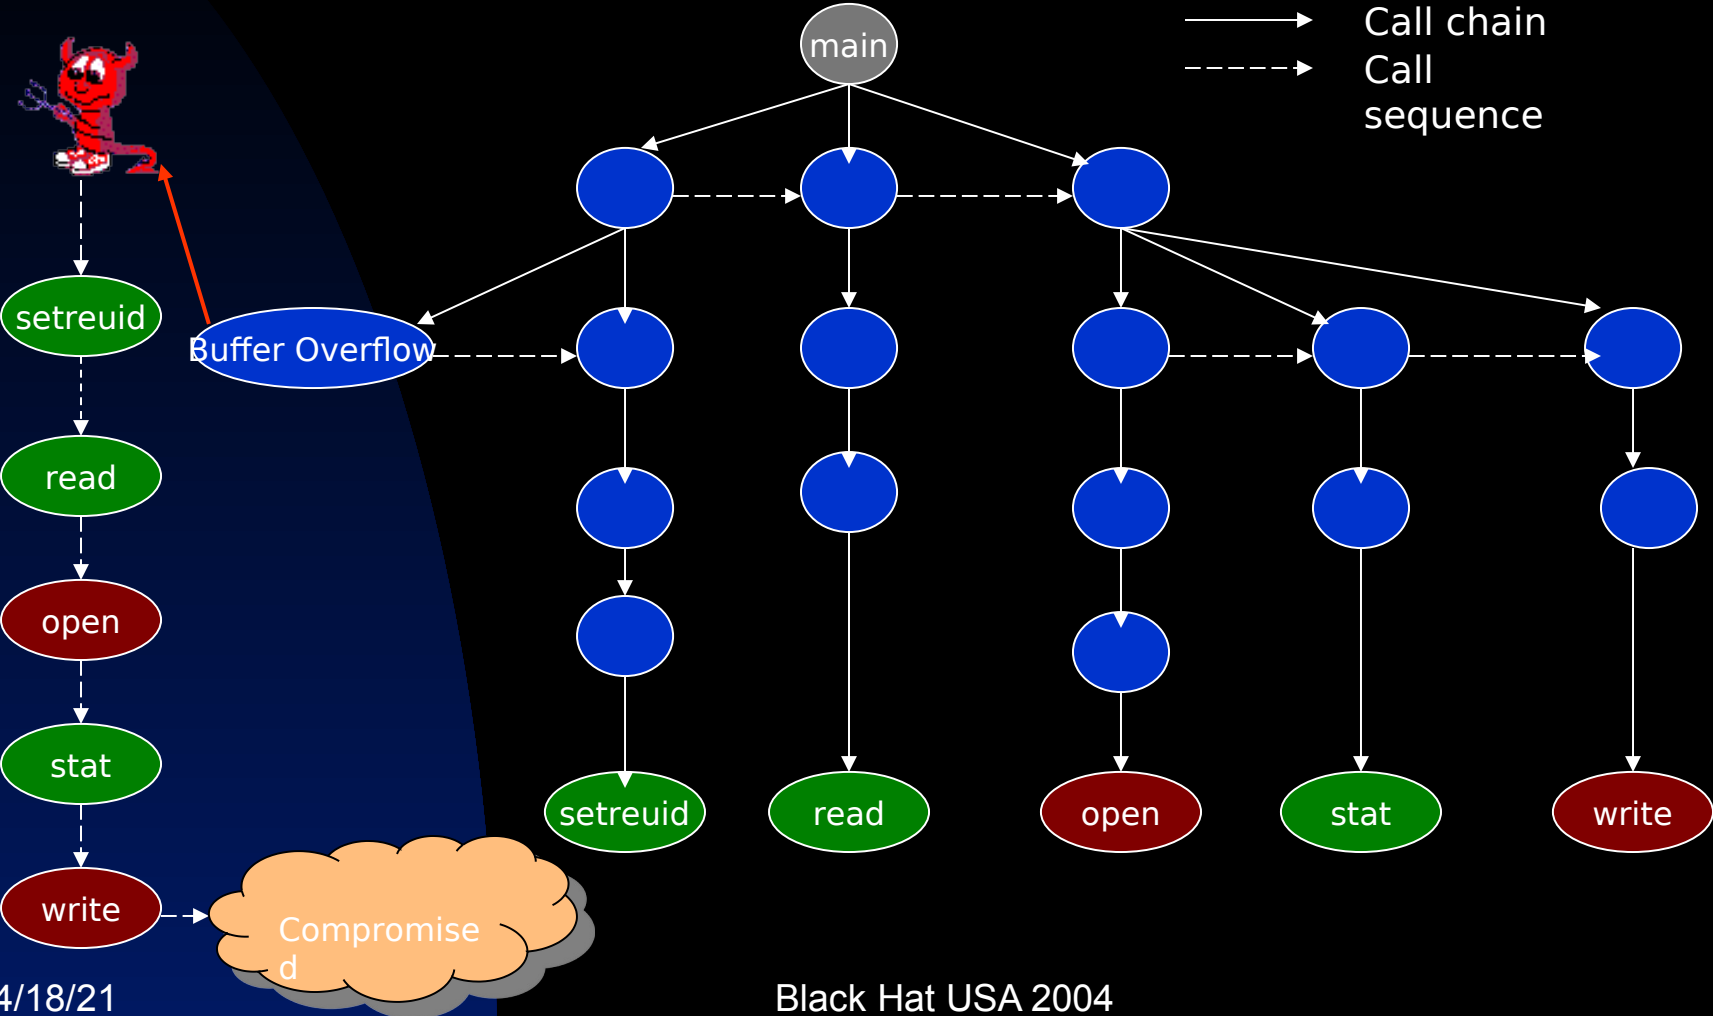 main
Call chain
Call
sequence
setreuid
Buffer Overflow
read
open
stat
write
setreuid
read
open
stat
write
Compromise
d
4/18/21
Black Hat USA 2004